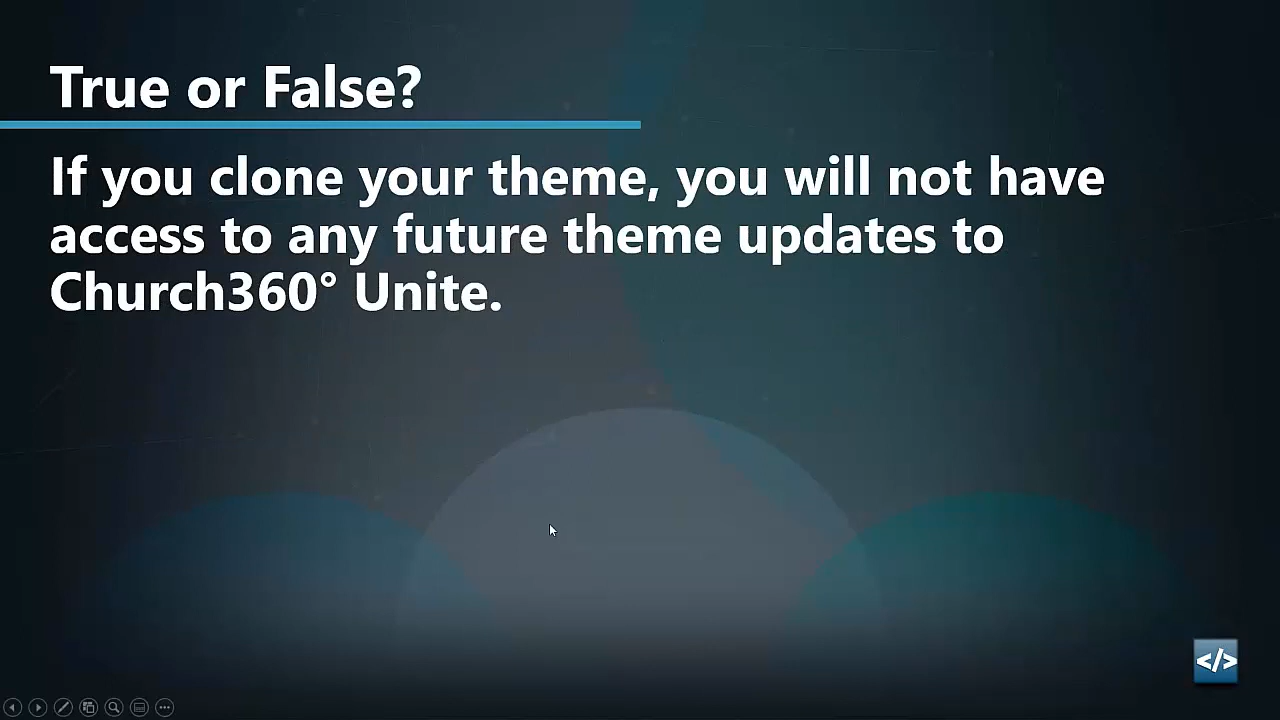 True or False?
If you clone your theme, you will not have
access to any future theme updates to
Church360° Unite.
</>